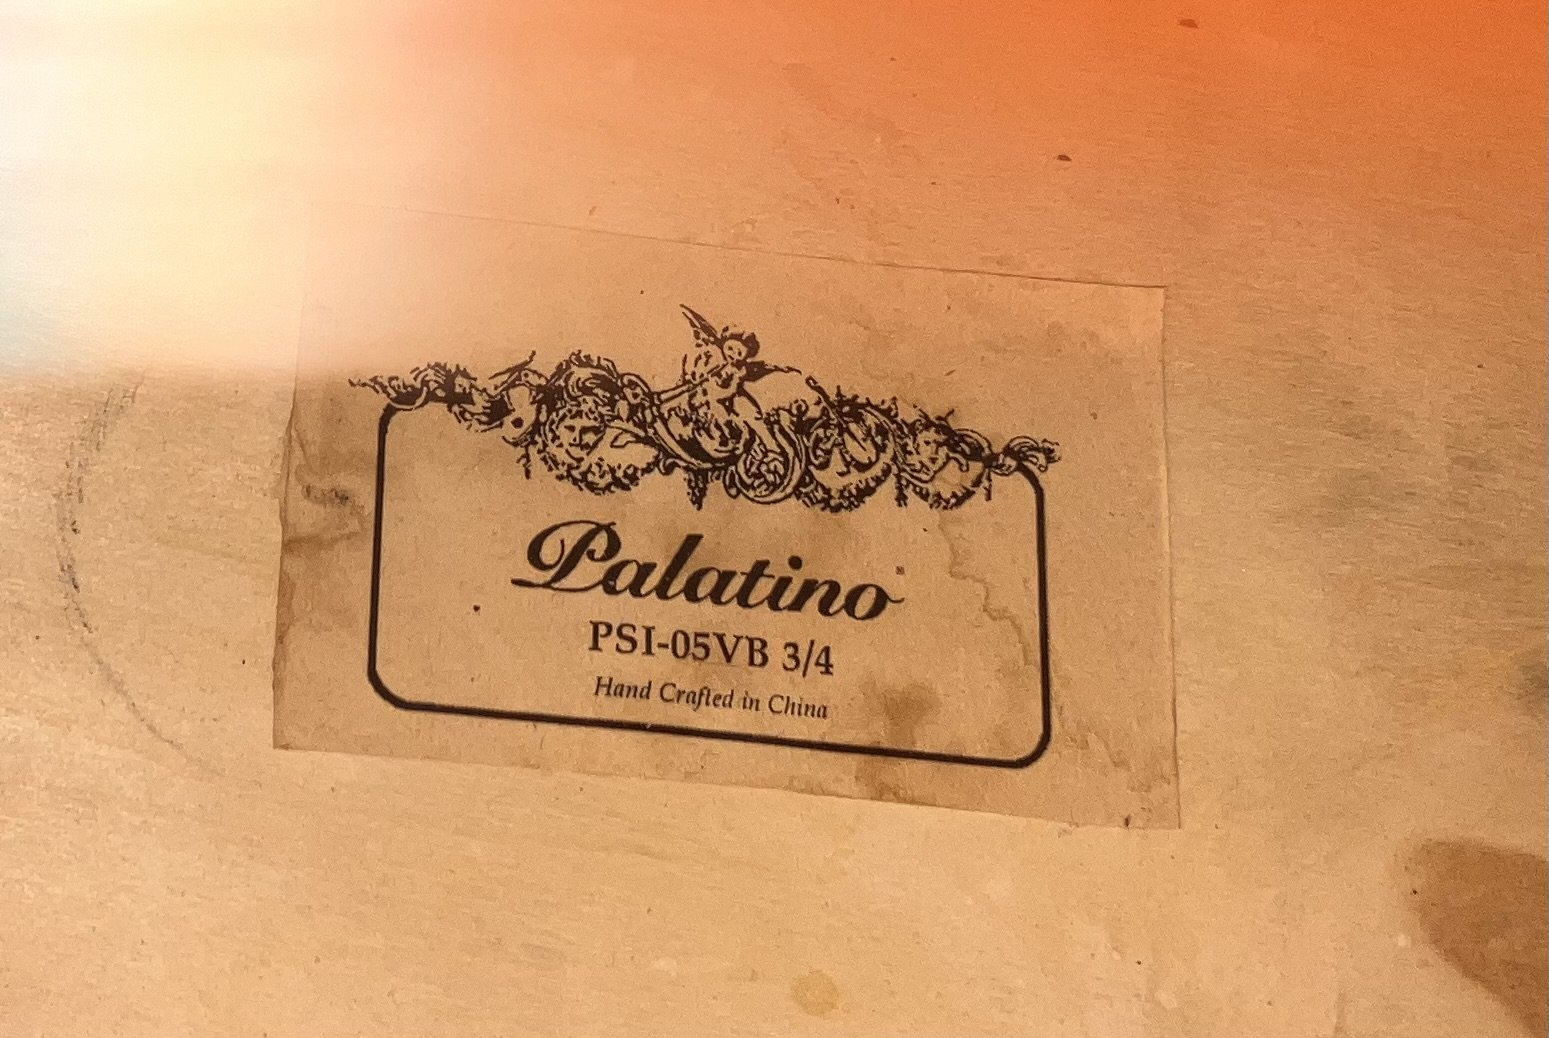 Palatino
PSI-05VB 3/4
Hand Crafted in China